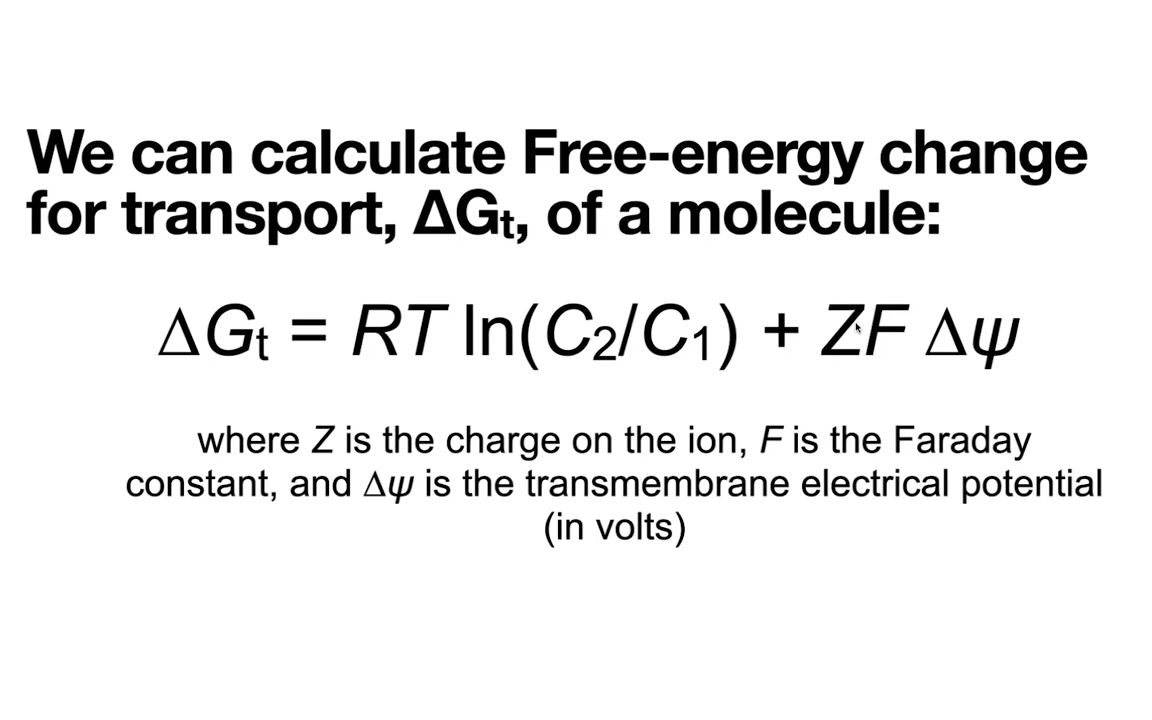 We can calculate Free-energy change
for transport, ΔGt, of a molecule:
ΔGt = RT ln(C2/C1) + ZF Δψ
where Z is the charge on the ion, F is the Faraday
constant, and Δψ is the transmembrane electrical potential
(in volts)